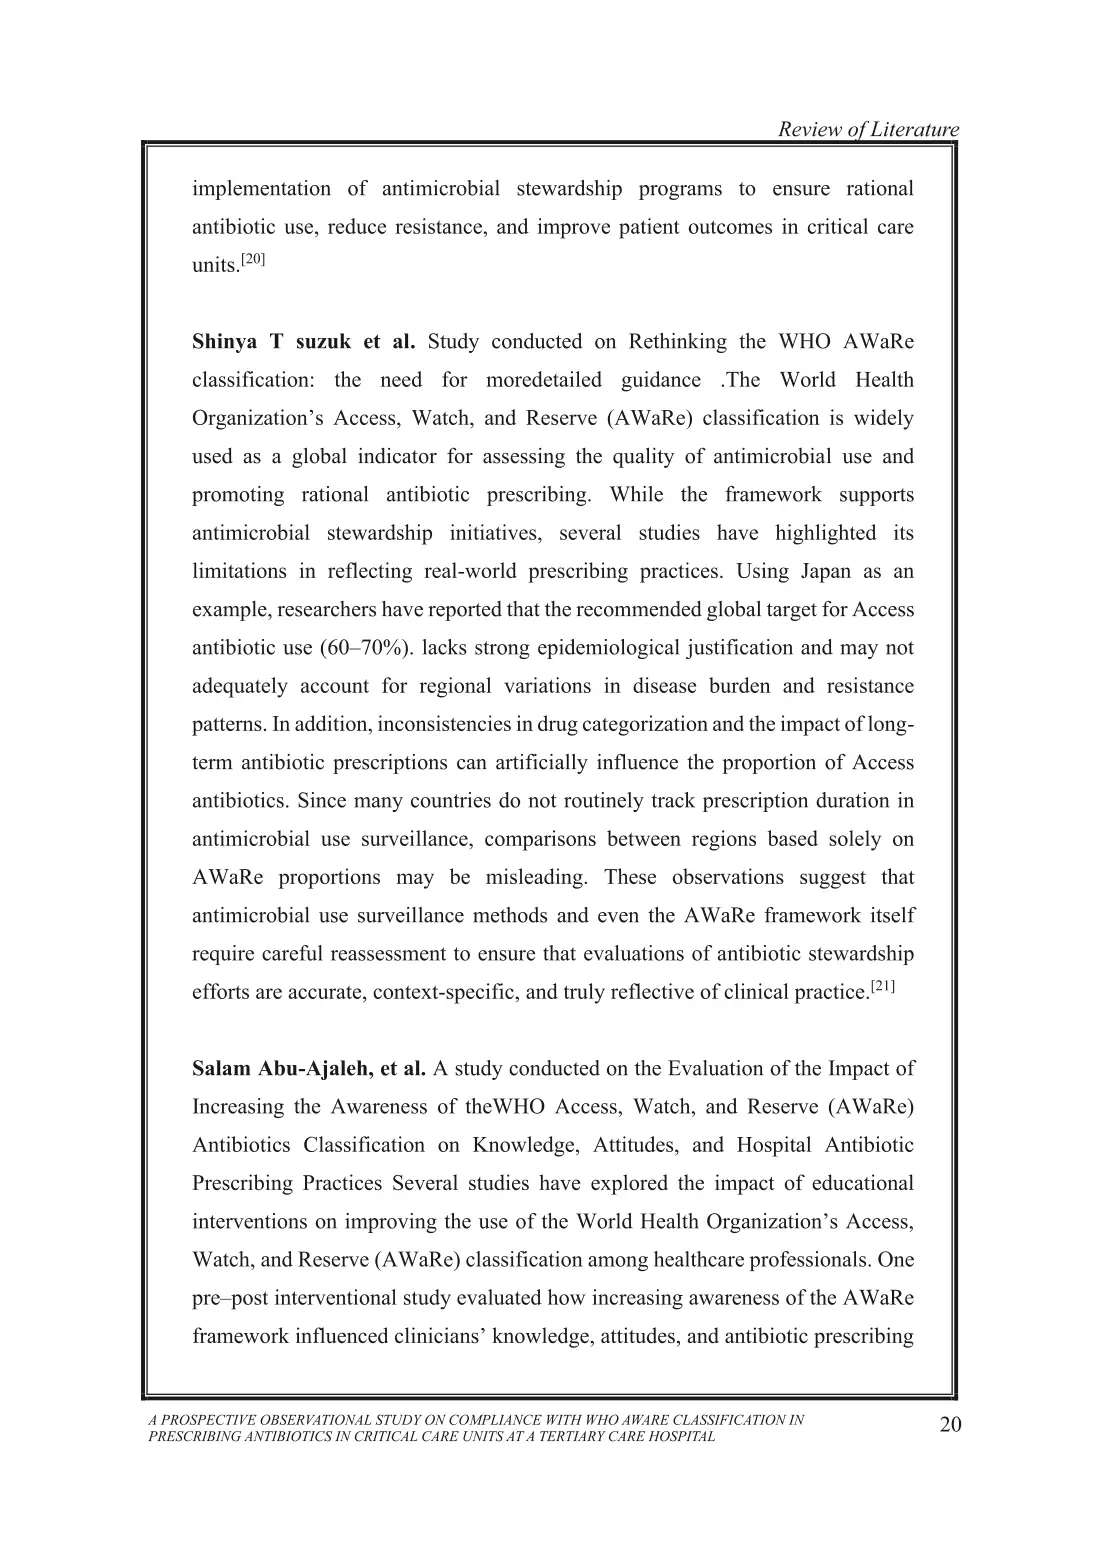 Review of Literature
implementation of antimicrobial stewardship programs to ensure rational
antibiotic use, reduce resistance, and improve patient outcomes in critical care
units.[20]
Shinya T suzuk et al. Study conducted on Rethinking the WHO AWaRe
classification: the need for moredetailed guidance .The World Health
Organization’s Access, Watch, and Reserve (AWaRe) classification is widely
used as a global indicator for assessing the quality of antimicrobial use and
promoting rational antibiotic prescribing. While the framework supports
antimicrobial stewardship initiatives, several studies have highlighted its
limitations in reflecting real-world prescribing practices. Using Japan as an
example, researchers have reported that the recommended global target for Access
antibiotic use (60–70%). lacks strong epidemiological justification and may not
adequately account for regional variations in disease burden and resistance
patterns. In addition, inconsistencies in drug categorization and the impact of long-
term antibiotic prescriptions can artificially influence the proportion of Access
antibiotics. Since many countries do not routinely track prescription duration in
antimicrobial use surveillance, comparisons between regions based solely on
AWaRe proportions may be misleading. These observations suggest that
antimicrobial use surveillance methods and even the AWaRe framework itself
require careful reassessment to ensure that evaluations of antibiotic stewardship
efforts are accurate, context-specific, and truly reflective of clinical practice.[21]
Salam Abu-Ajaleh, et al. A study conducted on the Evaluation of the Impact of
Increasing the Awareness of theWHO Access, Watch, and Reserve (AWaRe)
Antibiotics Classification on Knowledge, Attitudes, and Hospital Antibiotic
Prescribing Practices Several studies have explored the impact of educational
interventions on improving the use of the World Health Organization’s Access,
Watch, and Reserve (AWaRe) classification among healthcare professionals. One
pre–post interventional study evaluated how increasing awareness of the AWaRe
framework influenced clinicians’ knowledge, attitudes, and antibiotic prescribing
A PROSPECTIVE OBSERVATIONAL STUDY ON COMPLIANCE WITH WHO AWARE CLASSIFICATION IN
PRESCRIBING ANTIBIOTICS IN CRITICAL CARE UNITS AT A TERTIARY CARE HOSPITAL
20